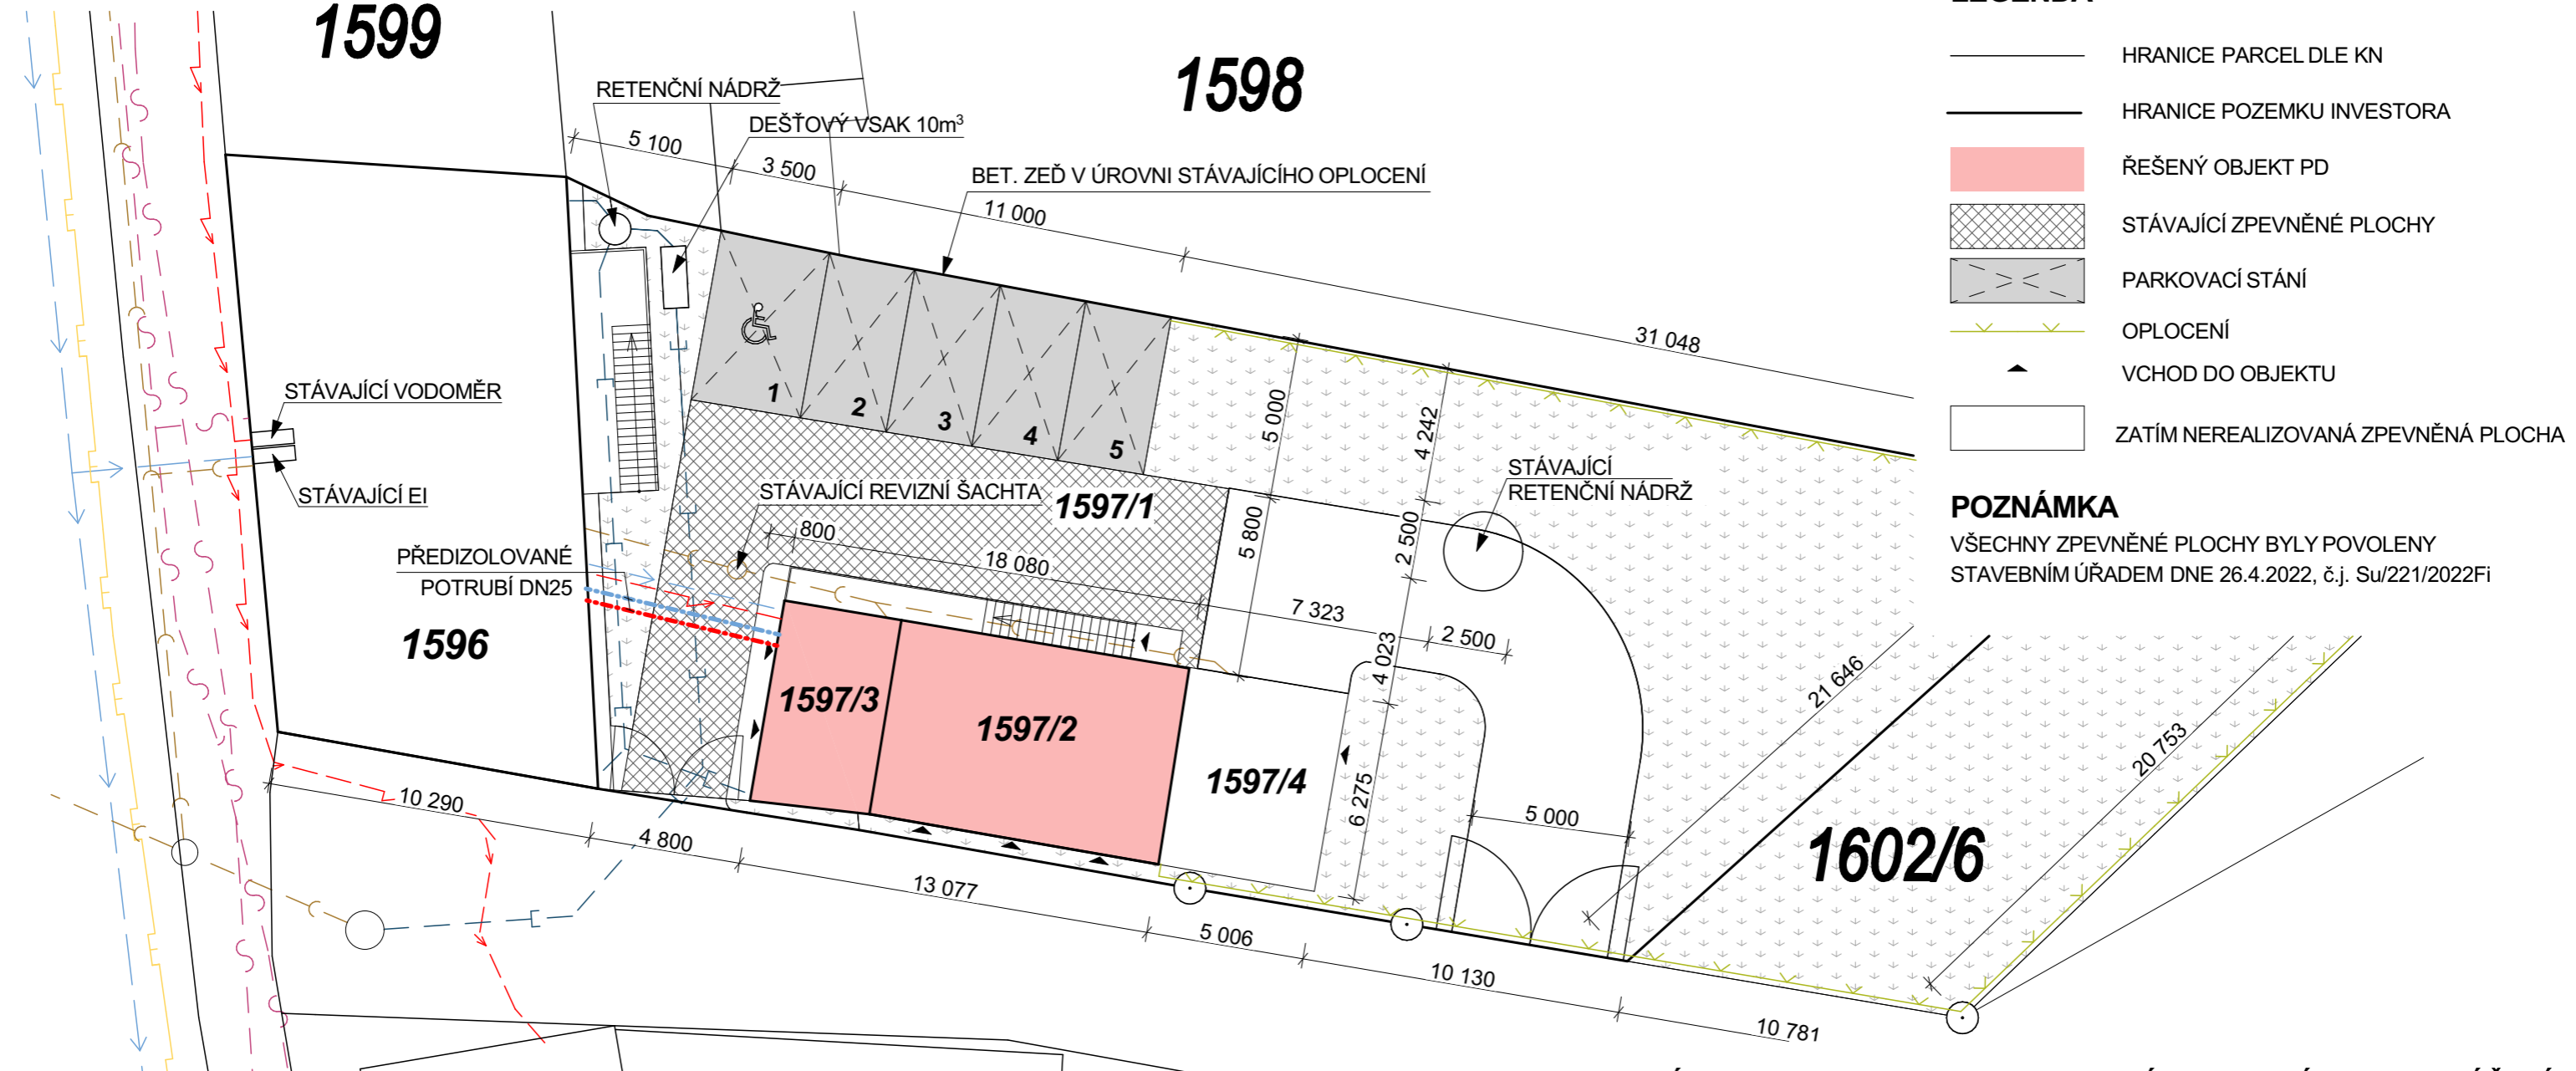 1599
1598
RETENČNÍ NÁDRŽ
DEŠŤOVÝ VSAK 10m³
5 100
3 500
BET. ZEĎ V ÚROVNI STÁVAJÍCÍHO OPLOCENÍ
11 000
31 048
STÁVAJÍCÍ VODOMĚR
STÁVAJÍCÍ EI
1
2
3
4
5
5 000
4 242
STÁVAJÍCÍ
RETENČNÍ NÁDRŽ
STÁVAJÍCÍ REVIZNÍ ŠACHTA
1597/1
800
18 080
5 800
2 500
PŘEDIZOLOVANÉ
POTRUBÍ DN25
1596
7 323
2 500
4 023
1597/3
1597/2
1597/4
6 275
5 000
21 646
20 753
1602/6
10 290
4 800
13 077
5 006
10 130
10 781
HRANICE PARCEL DLE KN
HRANICE POZEMKU INVESTORA
ŘEŠENÝ OBJEKT PD
STÁVAJÍCÍ ZPEVNĚNÉ PLOCHY
PARKOVACÍ STÁNÍ
OPLOCENÍ
VCHOD DO OBJEKTU
ZATÍM NEREALIZOVANÁ ZPEVNĚNÁ PLOCHA
POZNÁMKA
VŠECHNY ZPEVNĚNÉ PLOCHY BYLY POVOLENY
STAVEBNÍM ÚŘADEM DNE 26.4.2022, č.j. Su/221/2022Fi